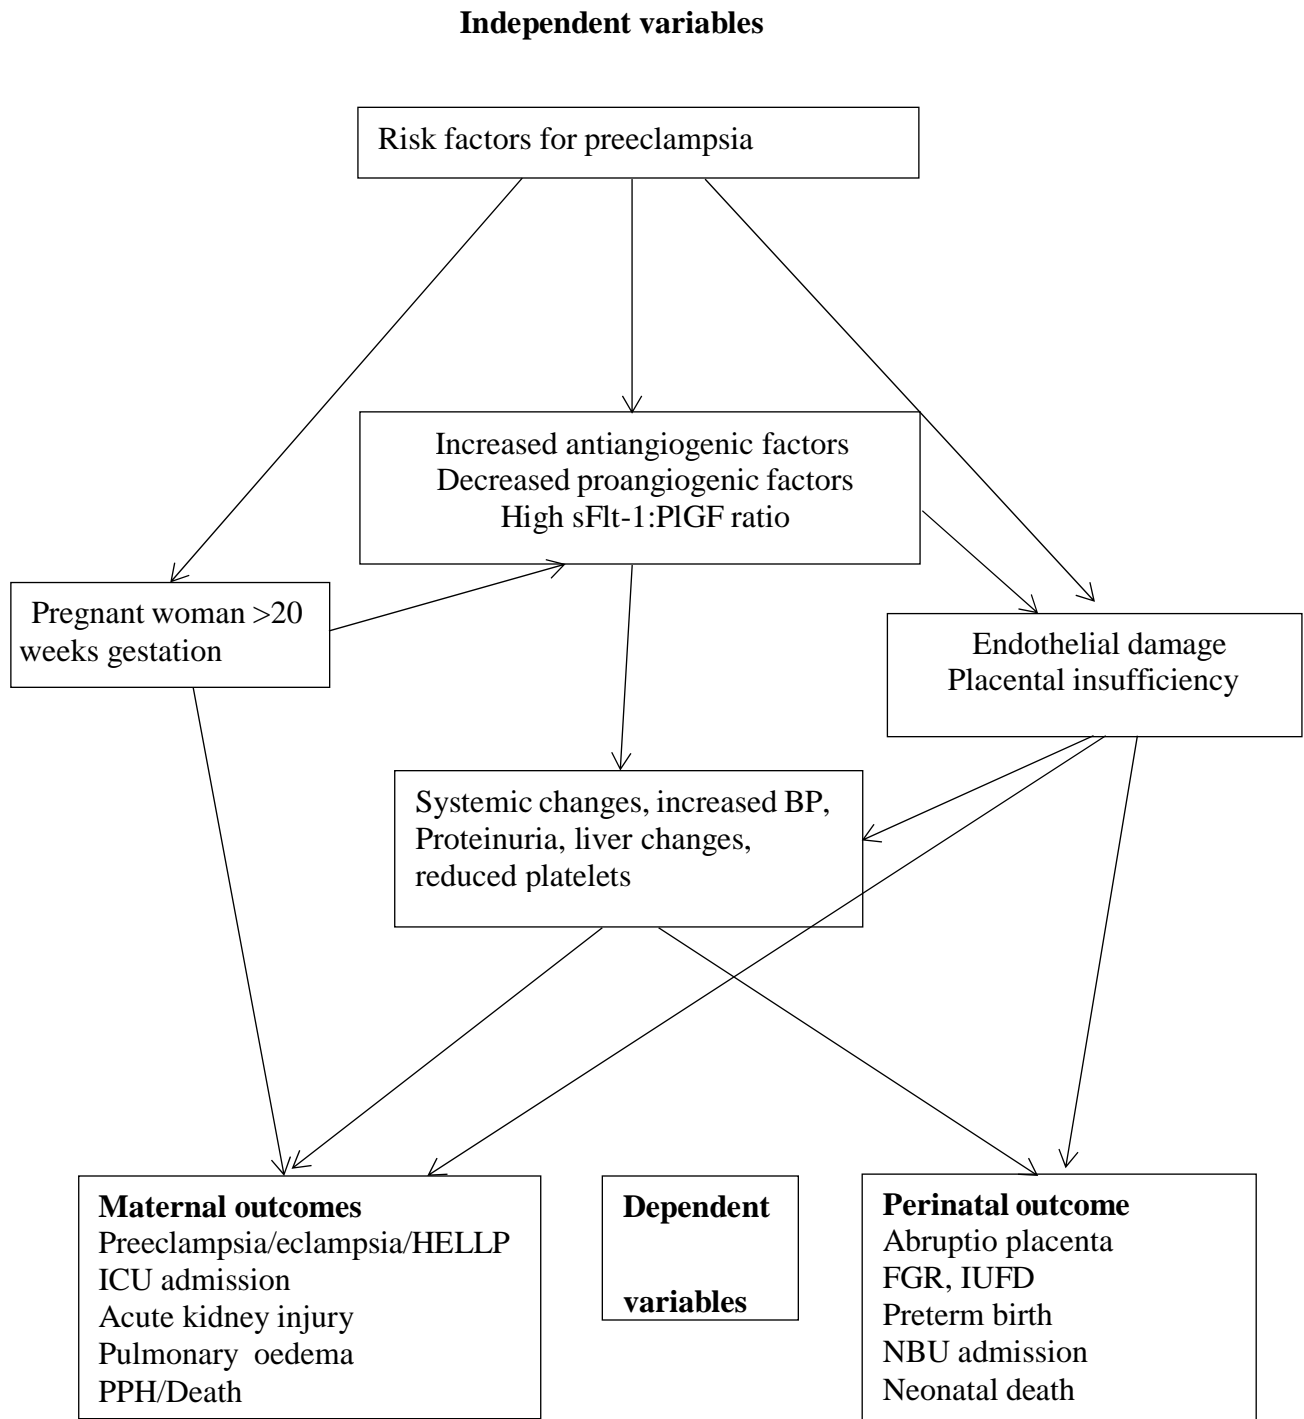 Independent variables
Risk factors for preeclampsia
Increased antiangiogenic factors
Decreased proangiogenic factors
High sFlt-1:PlGF ratio
Pregnant woman >20
weeks gestation
Endothelial damage
Placental insufficiency
Systemic changes, increased BP,
Proteinuria, liver changes,
reduced platelets
Maternal outcomes
Preeclampsia/eclampsia/HELLP
ICU admission
Acute kidney injury
Pulmonary oedema
PPH/Death
Dependent
variables
Perinatal outcome
Abruptio placenta
FGR, IUFD
Preterm birth
NBU admission
Neonatal death